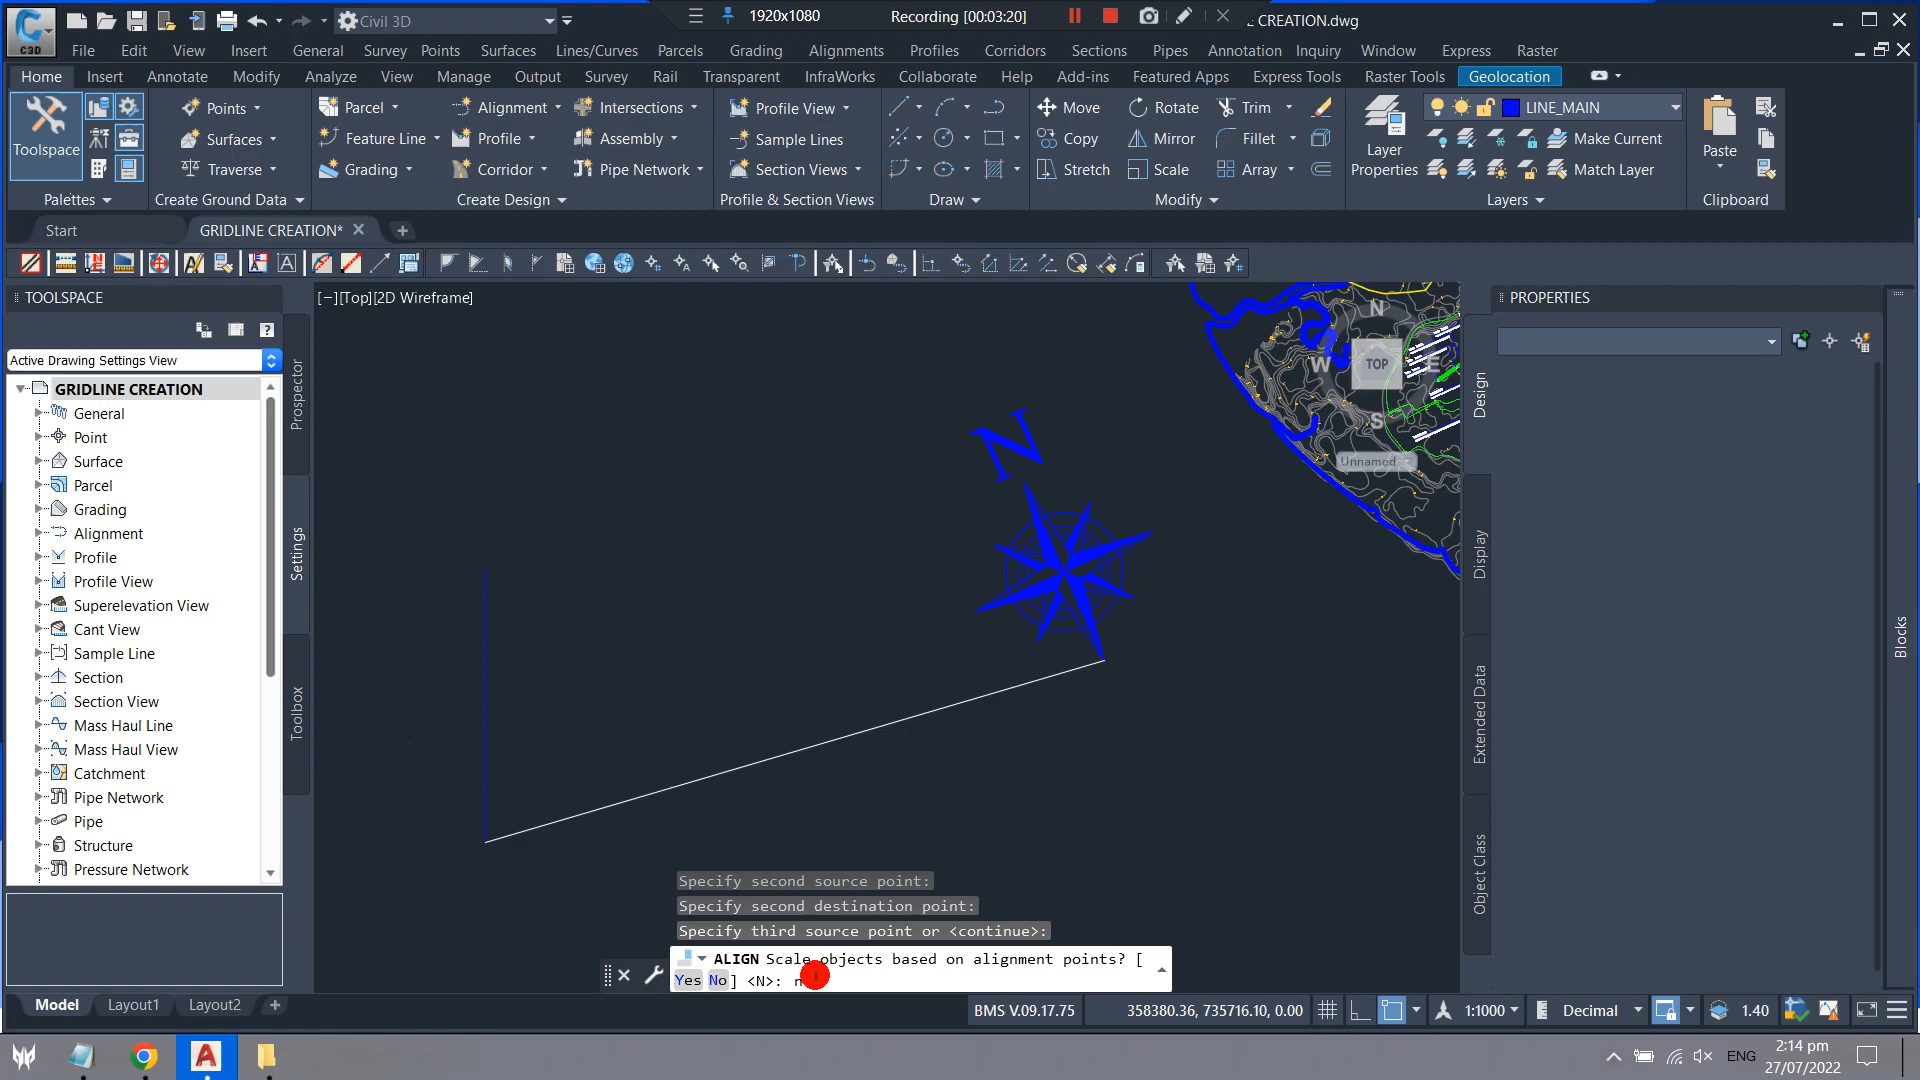 C3D
Civil 3D
1920x1080
Recording [00:03:20]
E CREATION.dwg
File Edit View Insert General Survey Points Surfaces Lines/Curves Parcels Grading Alignments Profiles Corridors Sections Pipes Annotation Inquiry Window Express Raster
Home Insert Annotate Modify Analyze View Manage Output Survey Rail Transparent InfraWorks Collaborate Help Add-ins Featured Apps Express Tools Raster Tools Geolocation
Points Parcel Alignment Intersections Profile View Move Rotate Trim LINE_MAIN
Toolspace Surfaces Feature Line Profile Assembly Sample Lines Copy Mirror Fillet Layer Properties Make Current Paste
Traverse Grading Corridor Pipe Network Section Views Stretch Scale Array Match Layer
Palettes Create Ground Data Create Design Profile & Section Views Draw Modify Layers Clipboard
Start GRIDLINE CREATION*
TOOLSPACE
[−][Top][2D Wireframe]
PROPERTIES
Active Drawing Settings View
GRIDLINE CREATION
General
Point
Surface
Parcel
Grading
Alignment
Profile
Profile View
Superelevation View
Cant View
Sample Line
Section
Section View
Mass Haul Line
Mass Haul View
Catchment
Pipe Network
Pipe
Structure
Pressure Network
Prospector
Settings
Toolbox
N
N
W TOP E
S
Unnamed
Design
Display
Extended Data
Object Class
Blocks
Specify second source point:
Specify second destination point:
Specify third source point or <continue>:
ALIGN Scale objects based on alignment points? [
Yes No] <N>: n
Model Layout1 Layout2
BMS V.09.17.75 358380.36, 735716.10, 0.00 1:1000 Decimal 1.40
ENG
2:14 pm
27/07/2022